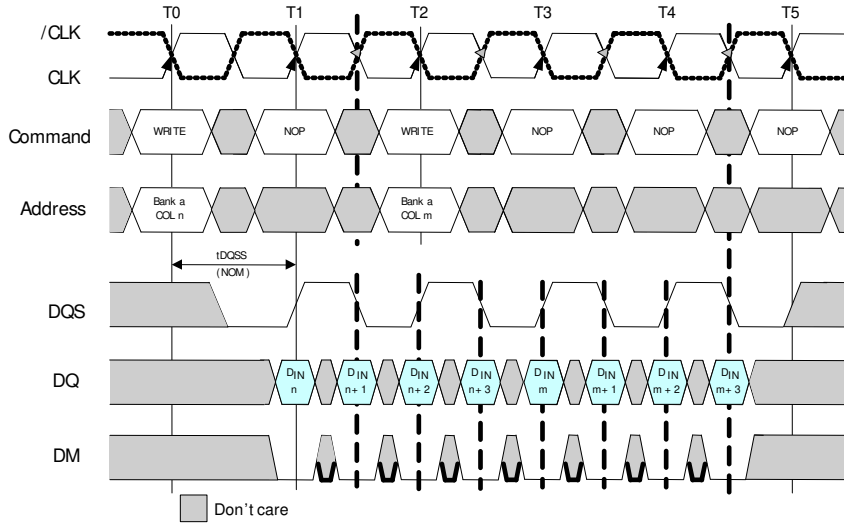 T0 T1 T2 T3 T4 T5
/CLK
CLK
Command WRITE NOP WRITE NOP NOP NOP
Address Bank a COL n Bank a COL m
tDQSS
(NOM)
DQS
DQ DIN n DIN n+1 DIN n+2 DIN n+3 DIN m DIN m+1 DIN m+2 DIN m+3
DM
Don't care